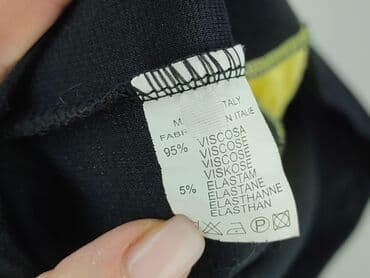 M ITALY
FABR N ITALIE
95% VISCOSA
VISCOSE
VISCOSE
VISKOSE
5% ELASTAM
ELASTANE
ELASTHANNE
ELASTHAN
P